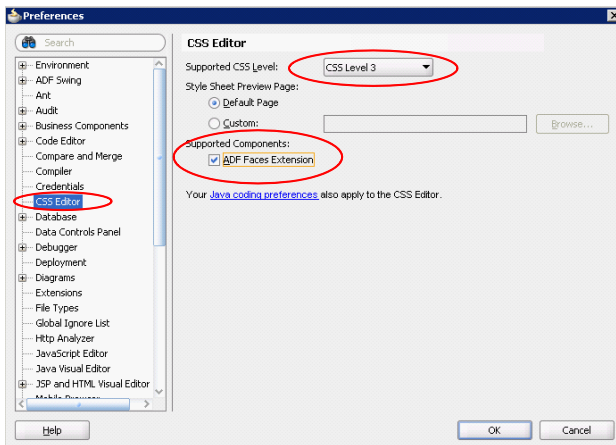 Preferences
Search
Environment
ADF Swing
Ant
Audit
Business Components
Code Editor
Compare and Merge
Compiler
Credentials
CSS Editor
Database
Data Controls Panel
Debugger
Deployment
Diagrams
Extensions
File Types
Global Ignore List
Http Analyzer
JavaScript Editor
Java Visual Editor
JSP and HTML Visual Editor
Mobile Browser
CSS Editor
Supported CSS Level: CSS Level 3
Style Sheet Preview Page:
Default Page
Custom: Browse...
Supported Components:
ADF Faces Extension
Your Java coding preferences also apply to the CSS Editor.
Help OK Cancel